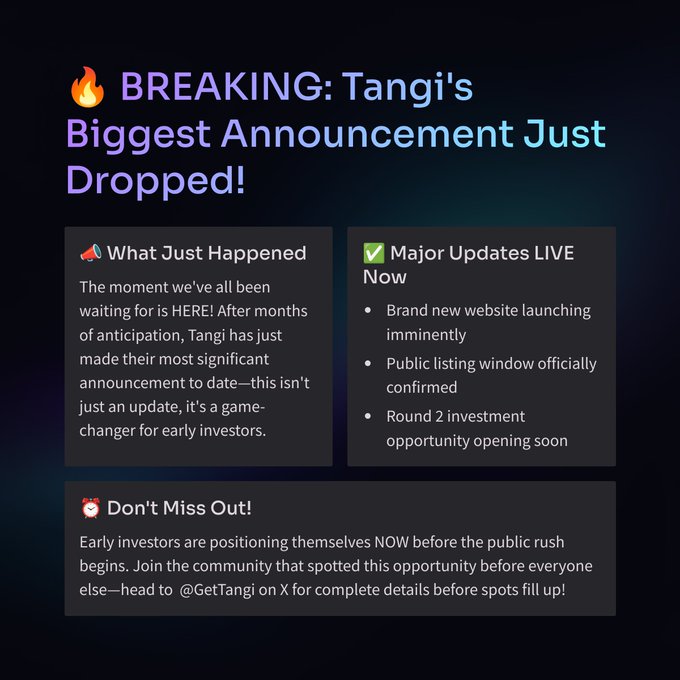 🔥 BREAKING: Tangi's
Biggest Announcement Just
Dropped!
📣 What Just Happened
The moment we've all been
waiting for is HERE! After months
of anticipation, Tangi has just
made their most significant
announcement to date—this isn't
just an update, it's a game-
changer for early investors.
✅ Major Updates LIVE
Now
• Brand new website launching
imminently
• Public listing window officially
confirmed
• Round 2 investment
opportunity opening soon
⏰ Don't Miss Out!
Early investors are positioning themselves NOW before the public rush
begins. Join the community that spotted this opportunity before everyone
else—head to @GetTangi on X for complete details before spots fill up!